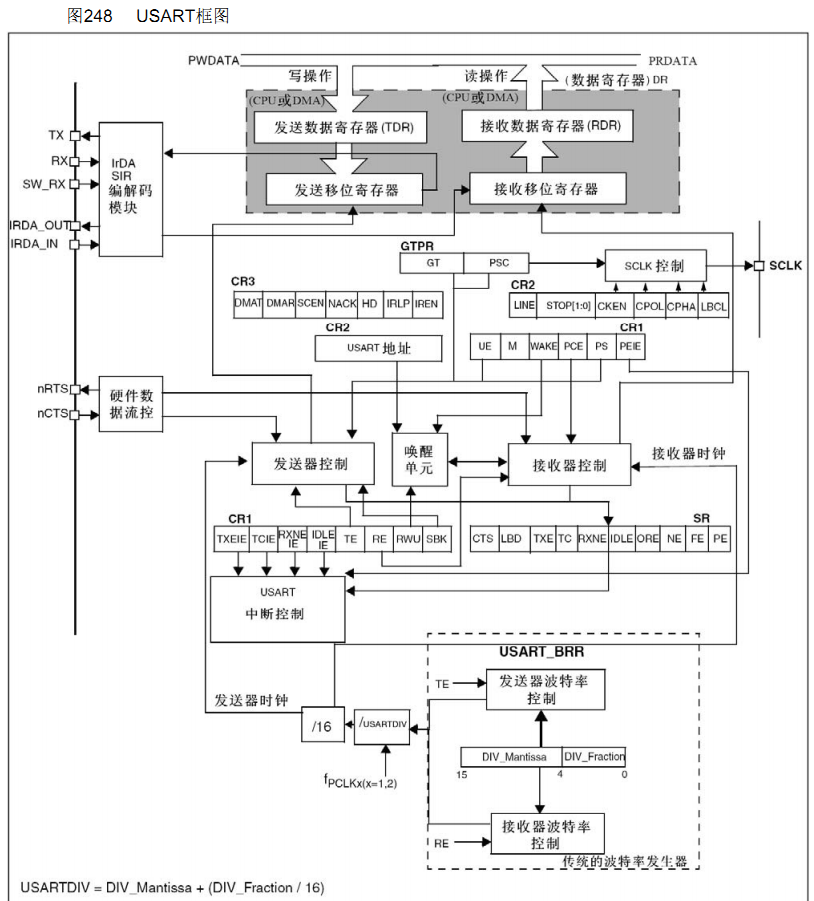 图248 USART框图
PWDATA
PRDATA
写操作
读操作
(数据寄存器) DR
(CPU或DMA)
(CPU或DMA)
发送数据寄存器(TDR)
接收数据寄存器(RDR)
TX
RX
SW_RX
IRDA_OUT
IRDA_IN
IrDA
SIR
编解码
模块
发送移位寄存器
接收移位寄存器
GTPR
GT
PSC
SCLK 控制
SCLK
CR3
DMAT
DMAR
SCEN
NACK
HD
IRLP
IREN
CR2
LINE
STOP[1:0]
CKEN
CPOL
CPHA
LBCL
CR2
USART 地址
CR1
UE
M
WAKE
PCE
PS
PEIE
nRTS
nCTS
硬件数
据流控
发送器控制
唤醒
单元
接收器控制
接收器时钟
CR1
TXEIE
TCIE
RXNE
IE
IDLE
IE
TE
RE
RWU
SBK
SR
CTS
LBD
TXE
TC
RXNE
IDLE
ORE
NE
FE
PE
USART
中断控制
USART_BRR
发送器时钟
TE
发送器波特率
控制
/16
/USARTDIV
DIV_Mantissa
DIV_Fraction
15
4
0
fPCLKx(x=1,2)
RE
接收器波特率
控制
传统的波特率发生器
USARTDIV = DIV_Mantissa + (DIV_Fraction / 16)